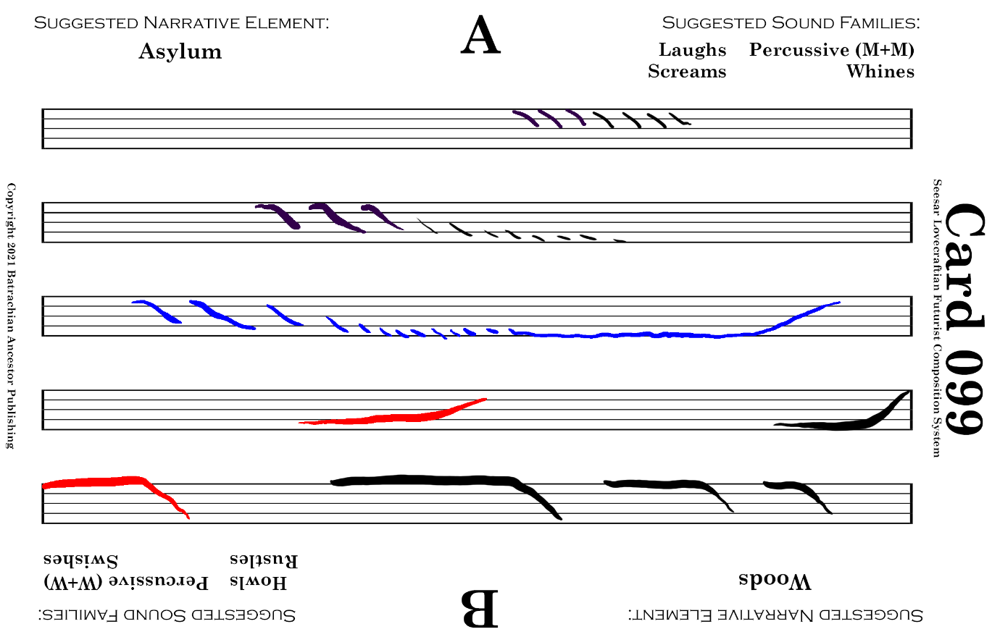 SUGGESTED NARRATIVE ELEMENT:
Asylum
A
SUGGESTED SOUND FAMILIES:
Laughs Percussive (M+M)
Screams Whines
Copyright 2021 Batrachian Ancestor Publishing
Seesar Lovecraftian Futurist Composition System
Card 099
B
SUGGESTED NARRATIVE ELEMENT:
Woods
SUGGESTED SOUND FAMILIES:
Howls Percussive (W+W)
Rustles Swishes